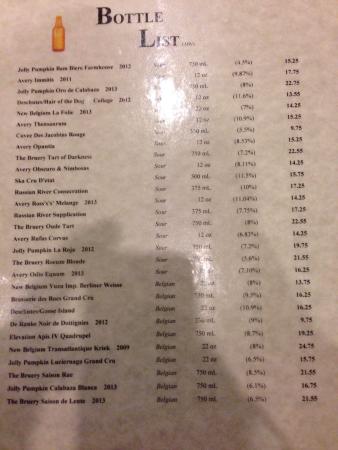 BOTTLE
LIST
Jolly Pumpkin Bam Biere Farmhouse 2012 Sour 750 mL (4.5%) 15.25
Avery Immitis 2011 Sour 12 oz (9.87%) 17.75
Jolly Pumpkin Oro de Calabaza 2013 Sour 750 mL (8%) 22.75
Deschutes/Hair of the Dog Collage 2012 Sour 12 oz (11.6%) 13.55
New Belgium La Folie 2013 Sour 22 oz (7%) 14.25
Avery Thensaurum Sour 12 oz (10.9%) 15.25
Cuvee Des Jacobins Rouge Sour (5.5%) 9.75
Avery Opuntia Sour 12 oz (8.53%) 15.25
The Bruery Tart of Darkness Sour 750 mL (7.2%) 22.55
Avery Obscuro & Nimbosus Sour 12 oz (8.11%) 14.25
Ska Cru D'etat Sour 500 mL (11.5%) 15.75
Russian River Consecration Sour 375 mL (10%) 17.25
Avery Ross's's' Melange 2013 Sour 12 oz (11.04%) 14.25
Russian River Supplication Sour 375 mL (7.75%) 17.25
The Bruery Oude Tart Sour 750 mL (8%) 22.55
Avery Rufus Corvus Sour 12 oz (6.83%) 14.25
Jolly Pumpkin La Roja 2012 Sour 750 mL (7.2%) 19.75
The Bruery Rueuze Blonde Sour 750 mL (5.6%) 21.55
Avery Odio Equum 2013 Sour 12 oz (7.10%) 16.25
New Belgium Yuzu Imp. Berliner Weisse Belgian 22 oz (8%) 13.75
Brasserie des Rocs Grand Cru Belgian 750 mL (9.5%) 16.25
Deschutes/Goose Island Belgian 22 oz (10.9%) 16.25
De Ranke Noir de Dottignies 2012 Belgian mL (9%) 9.75
Elevation Apis IV Quadrupel Belgian mL (8.7%) 19.25
New Belgium Transatlantique Kriek 2009 Belgian 22 oz (8%) 24.75
Jolly Pumpkin Luciernaga Grand Cru Belgian 22 oz (6.5%) 15.75
The Bruery Saison Rue Belgian 750 mL (8.5%) 21.55
Jolly Pumpkin Calabaza Blanca 2013 Belgian 750 mL (6.1%) 16.75
The Bruery Saison de Lente 2013 Belgian 750 mL (6.5%) 21.55